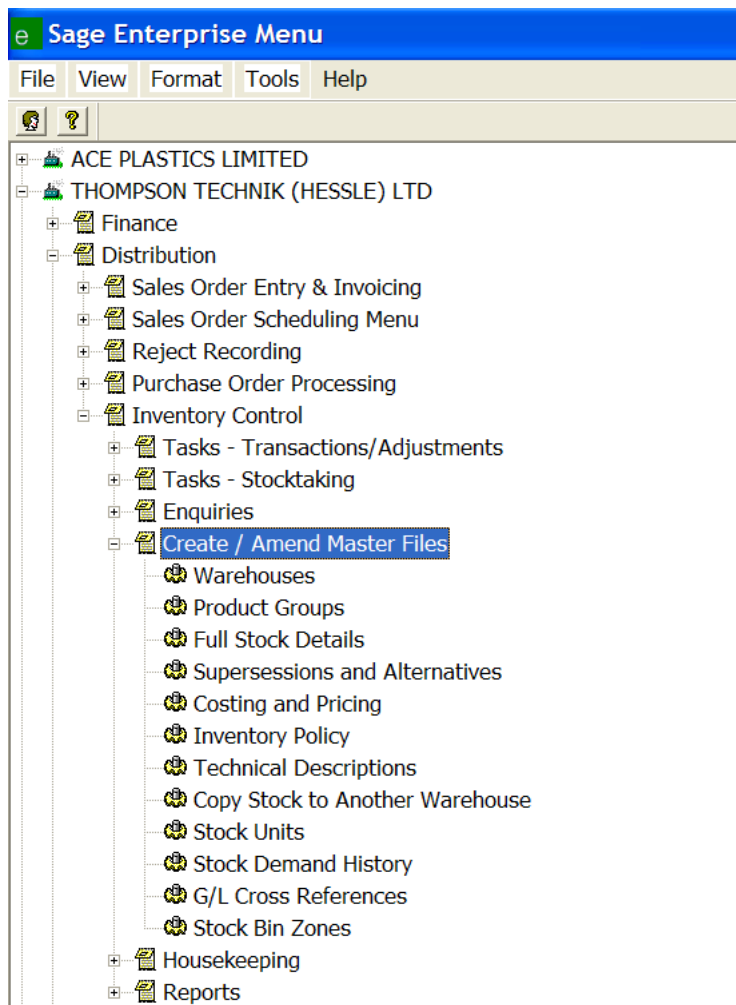 e Sage Enterprise Menu
File View Format Tools Help
?
ACE PLASTICS LIMITED
THOMPSON TECHNIK (HESSLE) LTD
Finance
Distribution
Sales Order Entry & Invoicing
Sales Order Scheduling Menu
Reject Recording
Purchase Order Processing
Inventory Control
Tasks - Transactions/Adjustments
Tasks - Stocktaking
Enquiries
Create / Amend Master Files
Warehouses
Product Groups
Full Stock Details
Supersessions and Alternatives
Costing and Pricing
Inventory Policy
Technical Descriptions
Copy Stock to Another Warehouse
Stock Units
Stock Demand History
G/L Cross References
Stock Bin Zones
Housekeeping
Reports